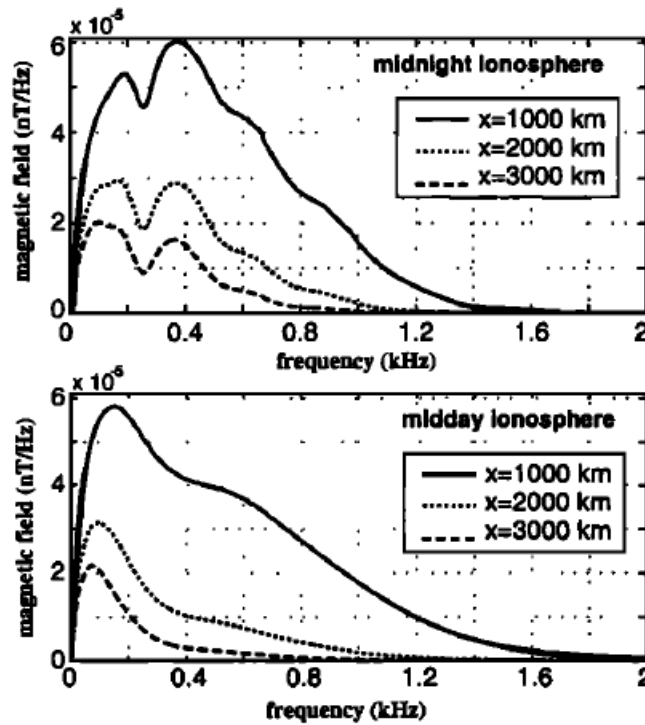 x 10⁻⁵
6
4
2
0
magnetic field (nT/Hz)
midnight ionosphere
x=1000 km
x=2000 km
x=3000 km
0 0.4 0.8 1.2 1.6 2
frequency (kHz)
x 10⁻⁵
6
4
2
0
magnetic field (nT/Hz)
midday ionosphere
x=1000 km
x=2000 km
x=3000 km
0 0.4 0.8 1.2 1.6 2
frequency (kHz)